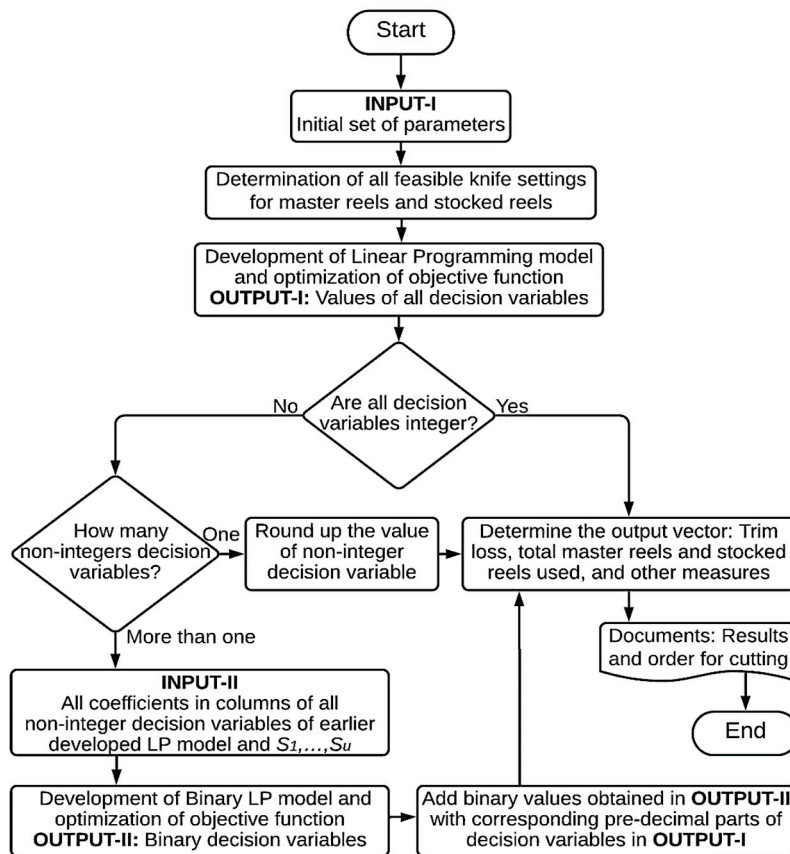 Start
INPUT-I
Initial set of parameters
Determination of all feasible knife settings
for master reels and stocked reels
Development of Linear Programming model
and optimization of objective function
OUTPUT-I: Values of all decision variables
Are all decision
variables integer?
No
Yes
How many
non-integers decision
variables?
One
Round up the value
of non-integer
decision variable
Determine the output vector: Trim
loss, total master reels and stocked
reels used, and other measures
More than one
Documents: Results
and order for cutting
INPUT-II
All coefficients in columns of all
non-integer decision variables of earlier
developed LP model and S1,...,Su
End
Development of Binary LP model and
optimization of objective function
OUTPUT-II: Binary decision variables
Add binary values obtained in OUTPUT-II
with corresponding pre-decimal parts of
decision variables in OUTPUT-I